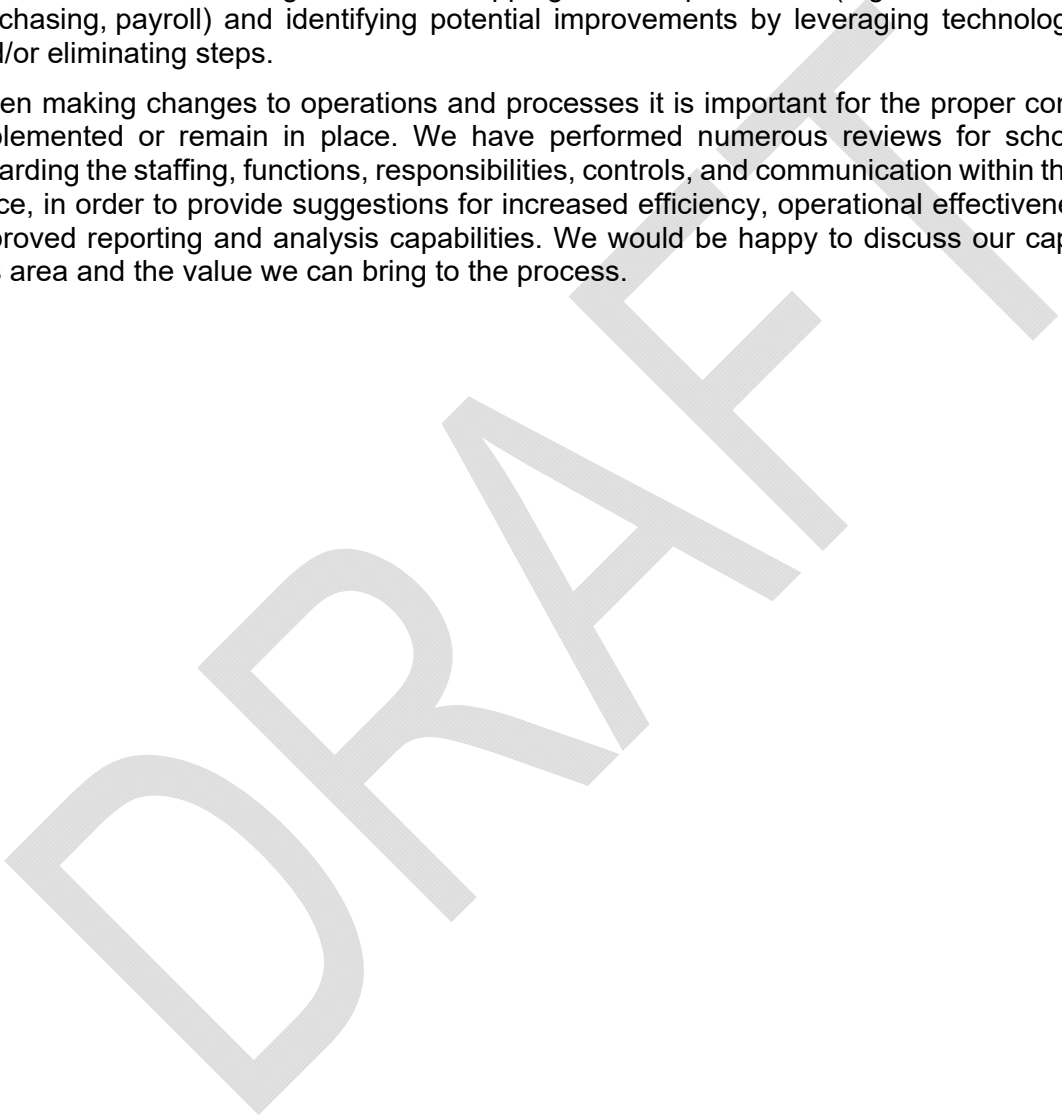 chasing, payroll) and identifying potential improvements by leveraging technolog
d/or eliminating steps.
en making changes to operations and processes it is important for the proper con
plemented or remain in place. We have performed numerous reviews for scho
arding the staffing, functions, responsibilities, controls, and communication within th
ce, in order to provide suggestions for increased efficiency, operational effectivene
proved reporting and analysis capabilities. We would be happy to discuss our cap
s area and the value we can bring to the process.
DRAFT